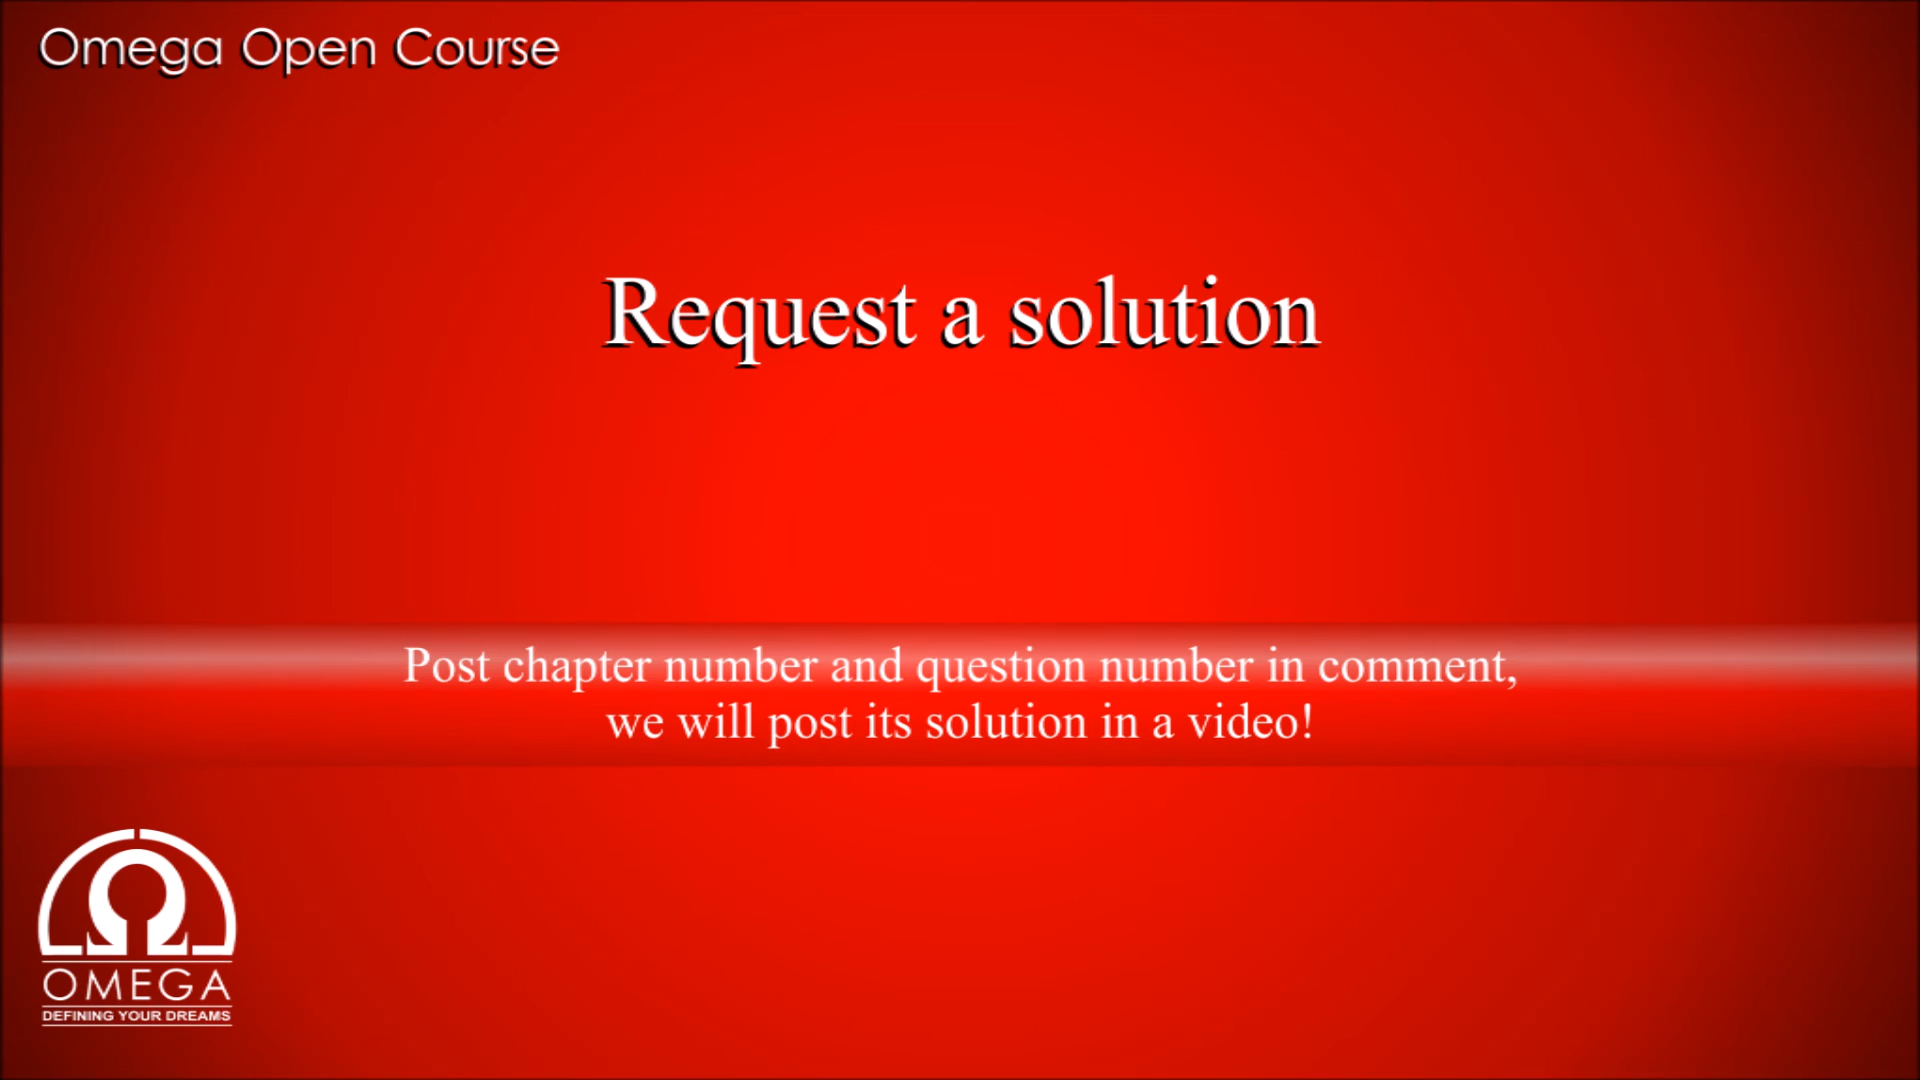 Omega Open Course
Request a solution
Post chapter number and question number in comment,
we will post its solution in a video!
Ω
OMEGA
DEFINING YOUR DREAMS